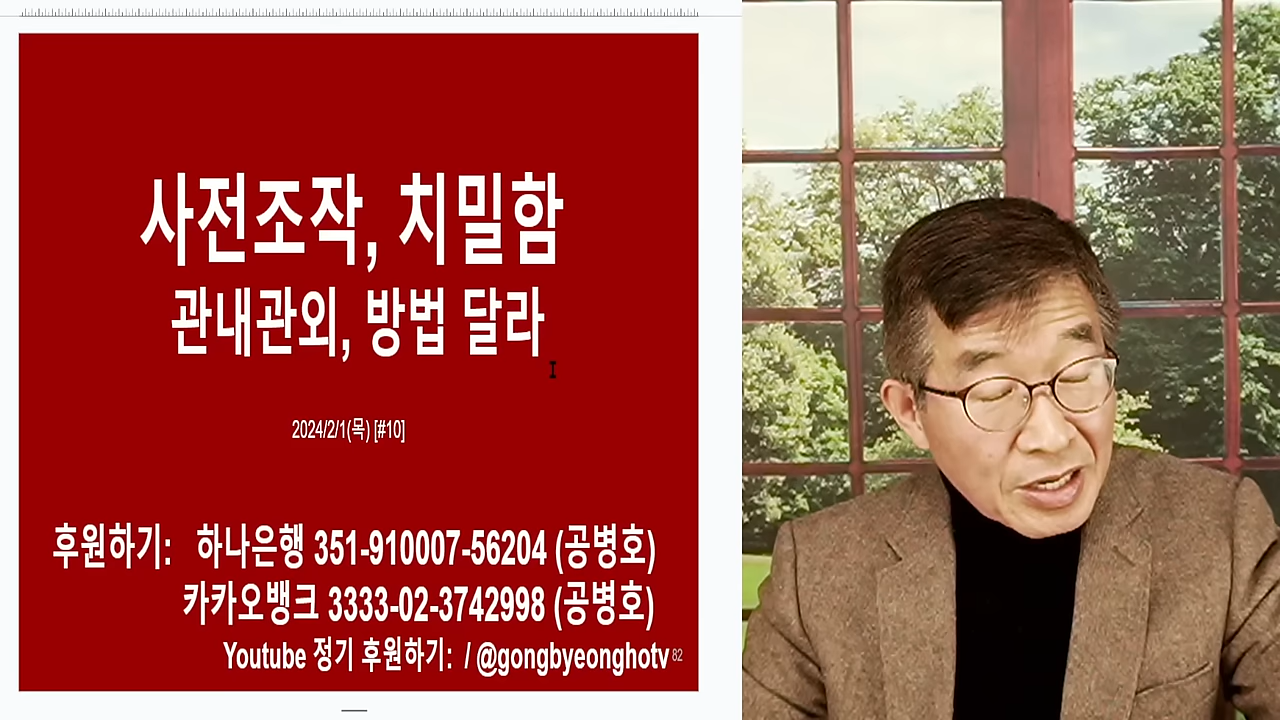 사전조작, 치밀함
관내관외, 방법 달라
2024/2/1(목) [#10]
후원하기: 하나은행 351-910007-56204 (공병호)
카카오뱅크 3333-02-3742998 (공병호)
Youtube 정기 후원하기: / @gongbyeonghotv
82